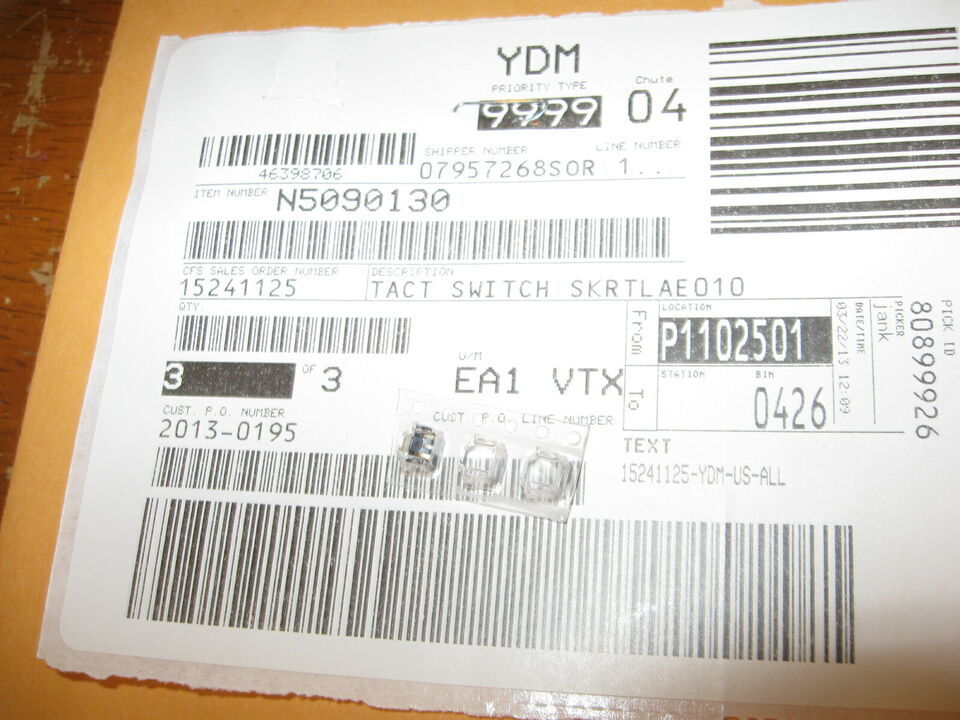 YDM
PRIORITY TYPE
9999
Chute
04
46398706
SHIPPER NUMBER
07957268SOR
LINE NUMBER
1..
ITEM NUMBER N5090130
CFS SALES ORDER NUMBER
15241125
DESCRIPTION
TACT SWITCH SKRTLAE010
QTY.
3 OF 3
U/M
EA1 VTX
From
LOCATION
P1102501
To
STATION
BIN
0426
DATE/TIME
03/22/13 12:09
PICKER
jank
PICK ID
80899926
CUST. P.O. NUMBER
2013-0195
CUST. P.O. LINE NUMBER
TEXT
15241125-YDM-US-ALL